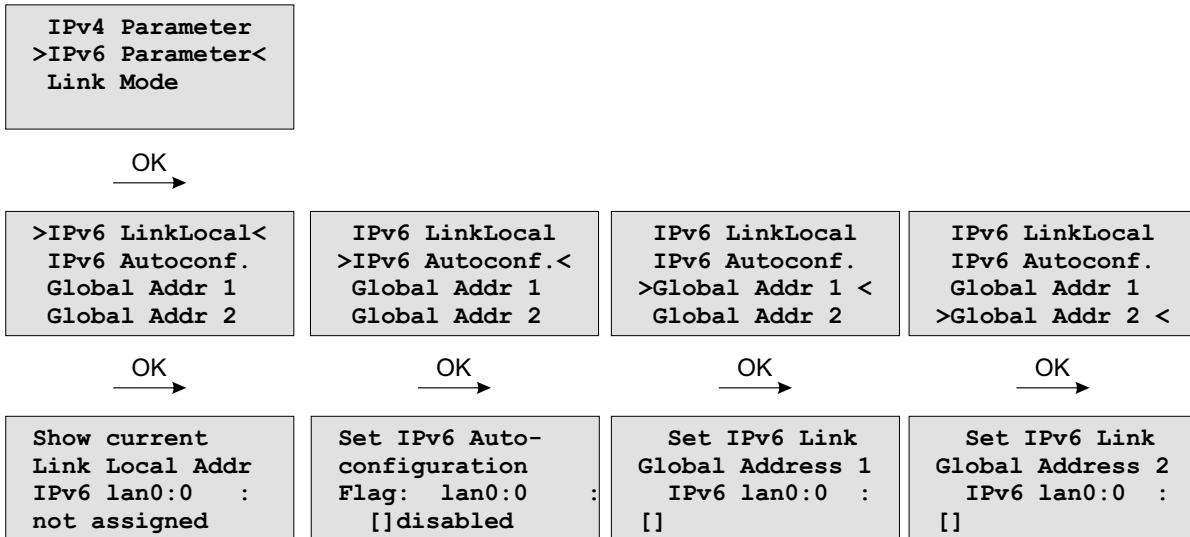 IPv4 Parameter
>IPv6 Parameter<
Link Mode
OK
>IPv6 LinkLocal<
IPv6 Autoconf.
Global Addr 1
Global Addr 2
IPv6 LinkLocal
>IPv6 Autoconf.<
Global Addr 1
Global Addr 2
IPv6 LinkLocal
IPv6 Autoconf.
>Global Addr 1 <
Global Addr 2
IPv6 LinkLocal
IPv6 Autoconf.
Global Addr 1
>Global Addr 2 <
OK
OK
OK
OK
Show current
Link Local Addr
IPv6 lan0:0 :
not assigned
Set IPv6 Auto-
configuration
Flag: lan0:0 :
[]disabled
Set IPv6 Link
Global Address 1
IPv6 lan0:0 :
[]
Set IPv6 Link
Global Address 2
IPv6 lan0:0 :
[]